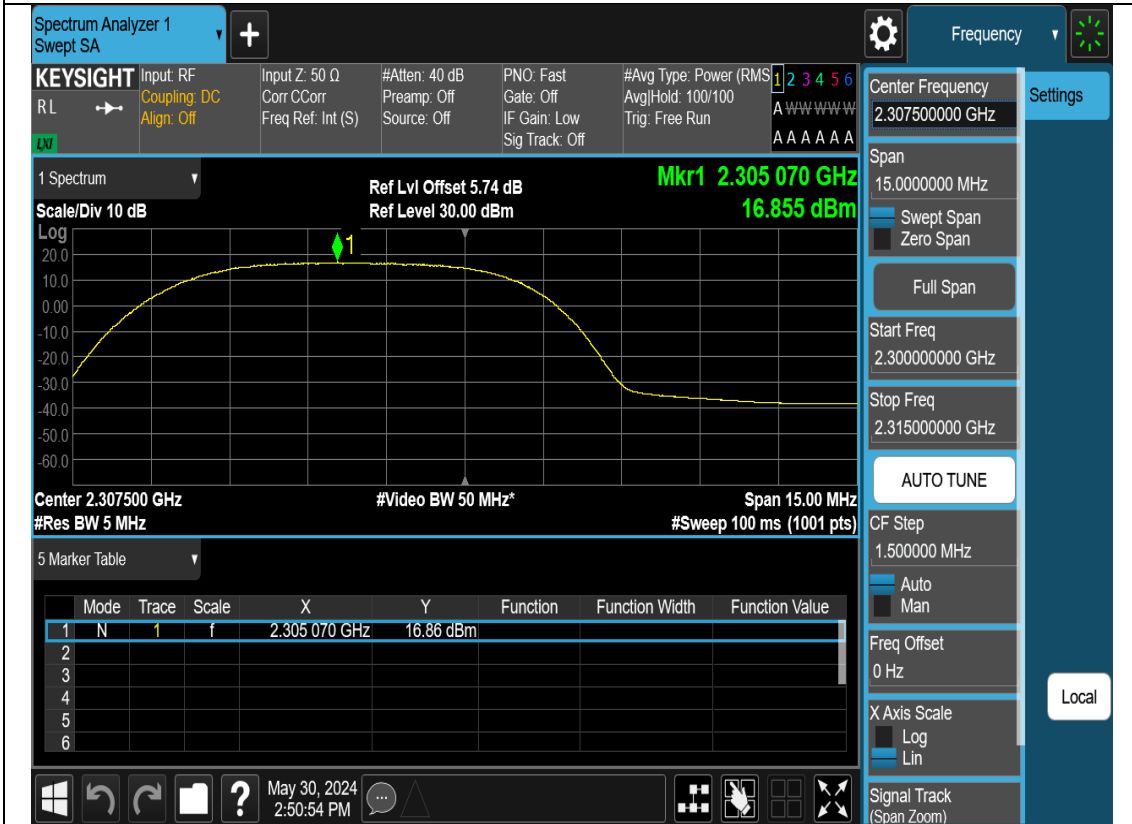 Spectrum Analyzer 1
Swept SA
Frequency
KEYSIGHT
RL
LXI
Input: RF
Coupling: DC
Align: Off
Input Z: 50 Ω
Corr CCorr
Freq Ref: Int (S)
#Atten: 40 dB
Preamp: Off
Source: Off
PNO: Fast
Gate: Off
IF Gain: Low
Sig Track: Off
#Avg Type: Power (RMS
Avg|Hold: 100/100
Trig: Free Run
1 2 3 4 5 6
A W W W W W
A A A A A A
1 Spectrum
Scale/Div 10 dB
Ref Lvl Offset 5.74 dB
Ref Level 30.00 dBm
Mkr1 2.305 070 GHz
16.855 dBm
Log
1
20.0
10.0
0.00
-10.0
-20.0
-30.0
-40.0
-50.0
-60.0
Center 2.307500 GHz
#Video BW 50 MHz*
Span 15.00 MHz
#Res BW 5 MHz
#Sweep 100 ms (1001 pts)
5 Marker Table
Mode Trace Scale X Y Function Function Width Function Value
1 N 1 f 2.305 070 GHz 16.86 dBm
2
3
4
5
6
May 30, 2024
2:50:54 PM
Center Frequency
2.307500000 GHz
Settings
Span
15.0000000 MHz
Swept Span
Zero Span
Full Span
Start Freq
2.300000000 GHz
Stop Freq
2.315000000 GHz
AUTO TUNE
CF Step
1.500000 MHz
Auto
Man
Freq Offset
0 Hz
Local
X Axis Scale
Log
Lin
Signal Track
(Span Zoom)